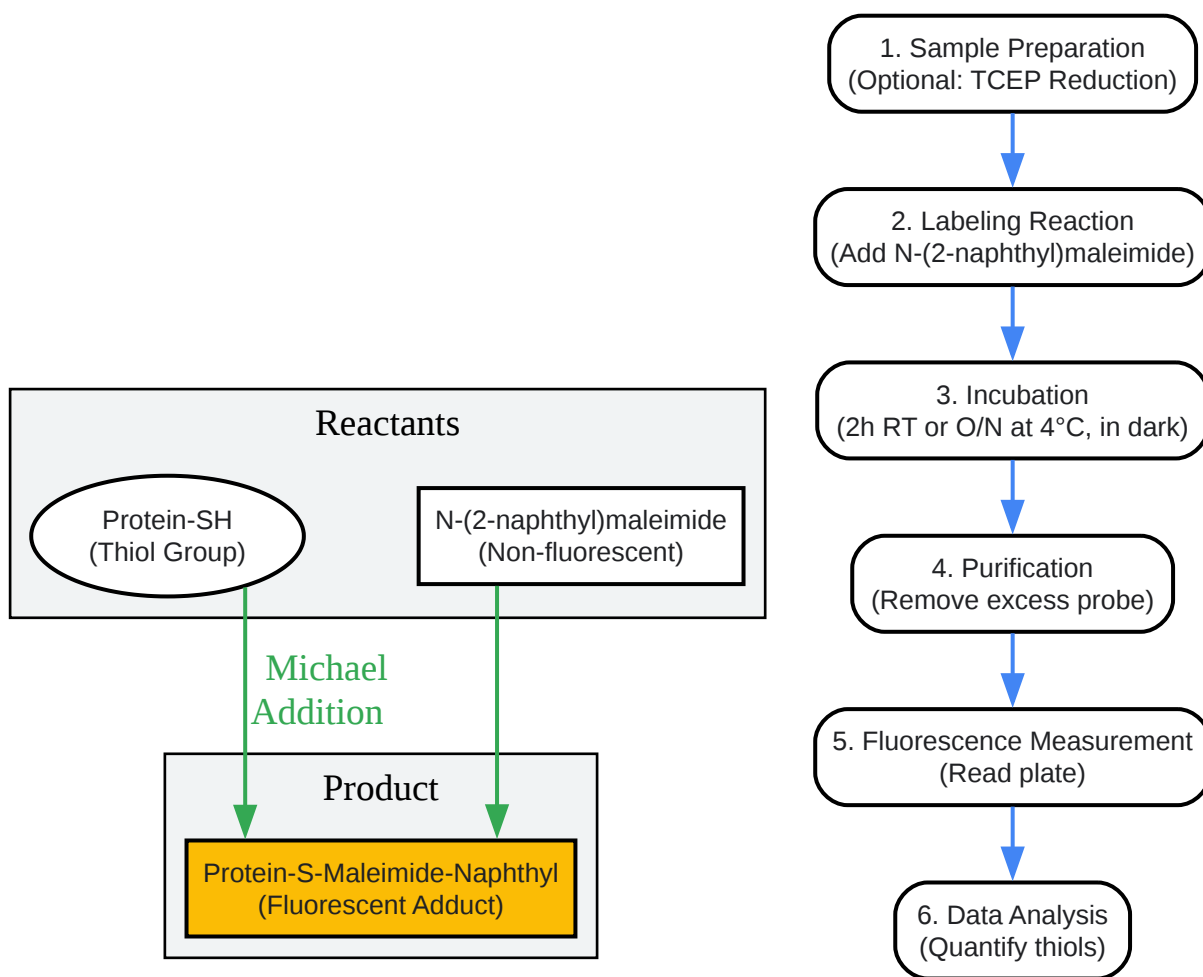 Reactants
Protein-SH
(Thiol Group)
N-(2-naphthyl)maleimide
(Non-fluorescent)
Michael
Addition
Product
Protein-S-Maleimide-Naphthyl
(Fluorescent Adduct)
1. Sample Preparation
(Optional: TCEP Reduction)
2. Labeling Reaction
(Add N-(2-naphthyl)maleimide)
3. Incubation
(2h RT or O/N at 4°C, in dark)
4. Purification
(Remove excess probe)
5. Fluorescence Measurement
(Read plate)
6. Data Analysis
(Quantify thiols)